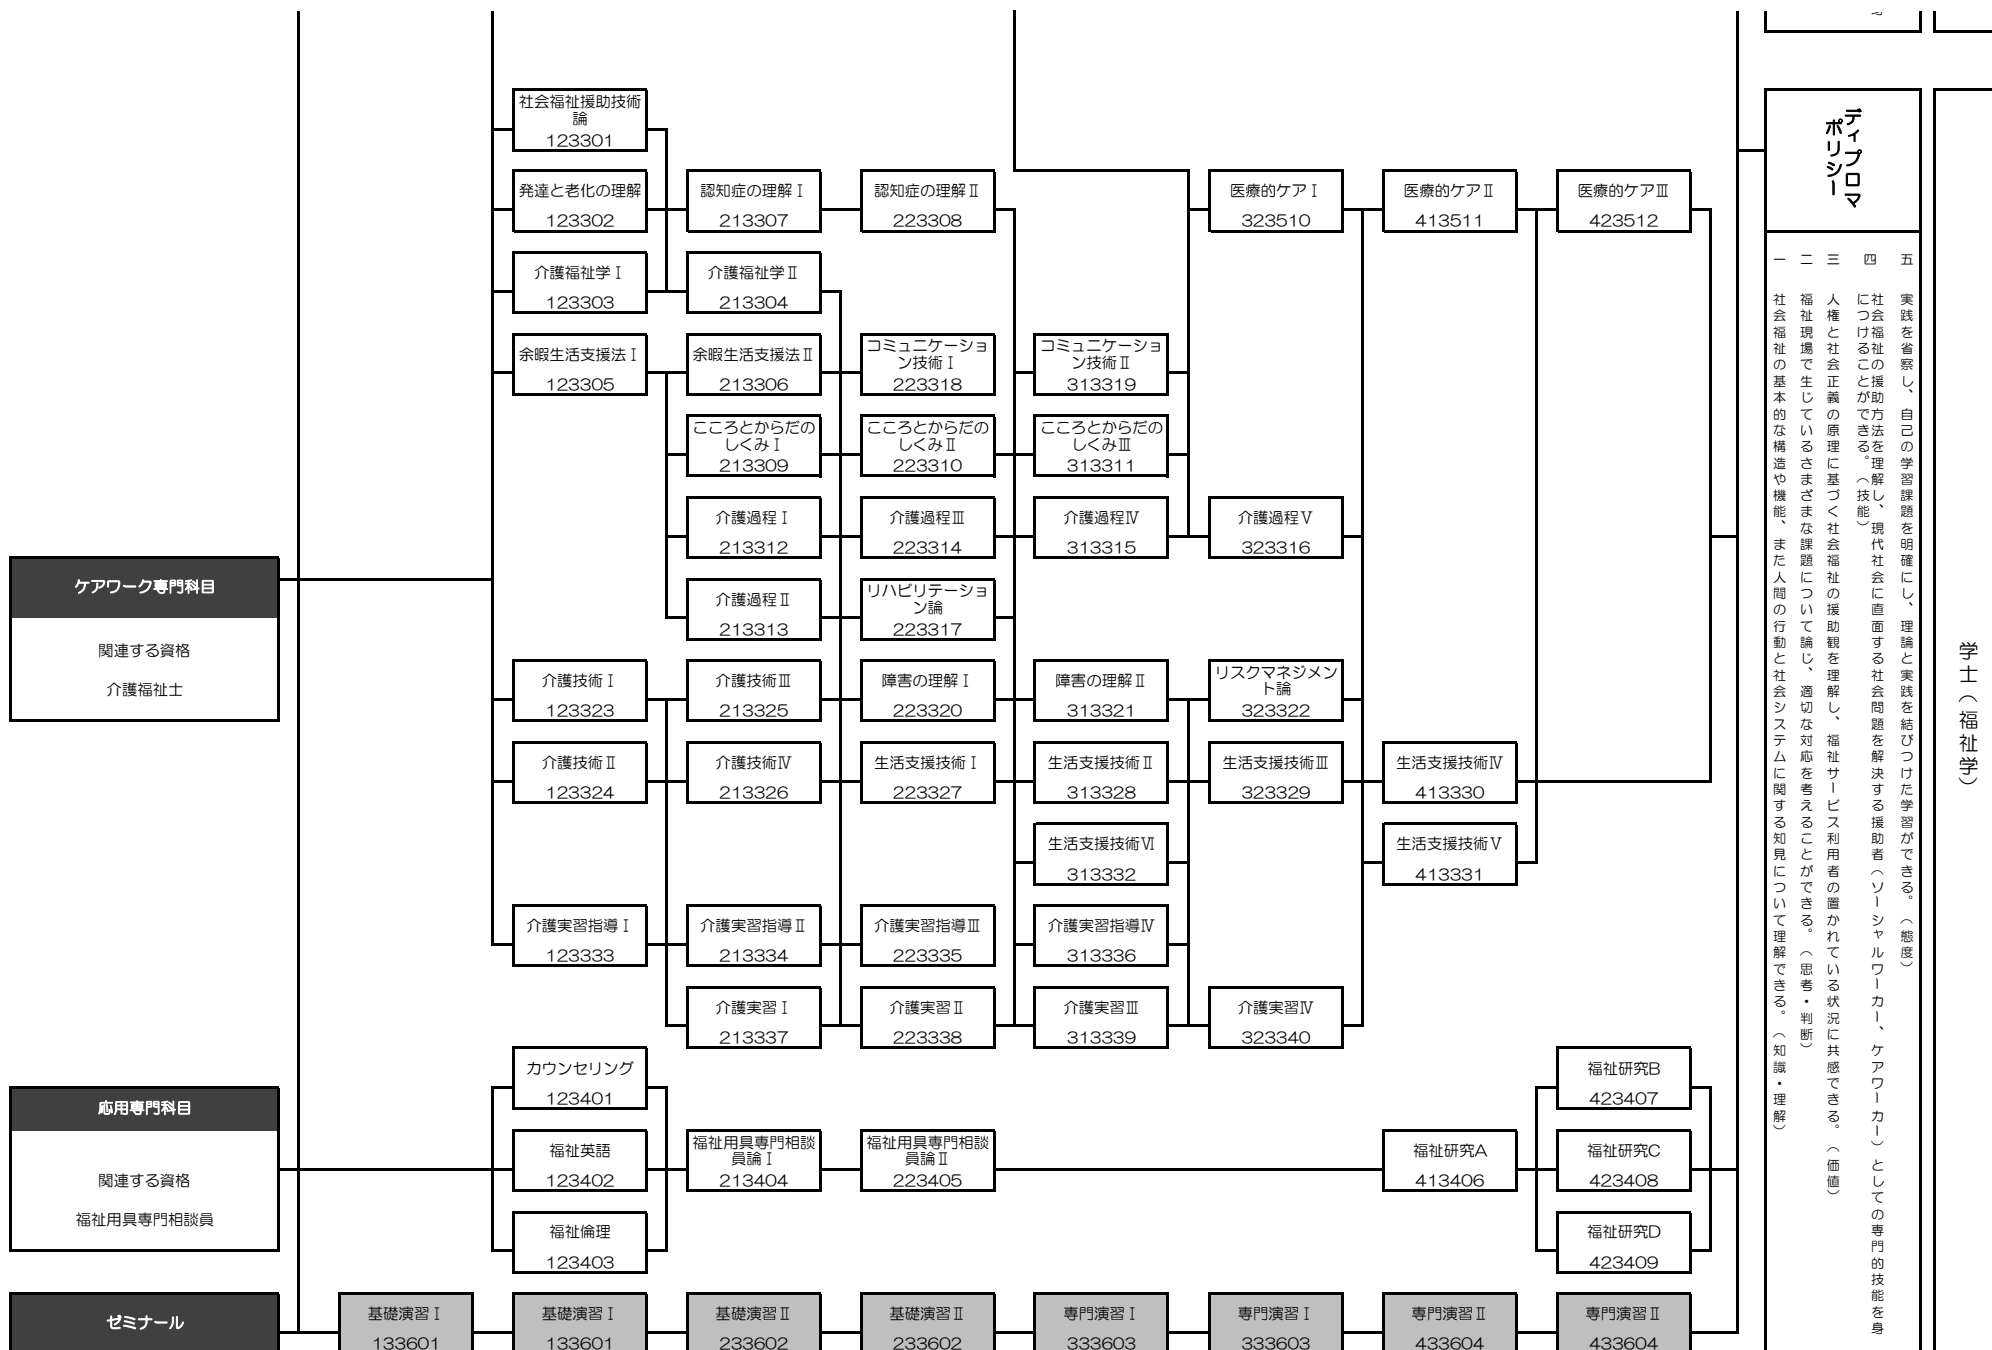 社会福祉援助技術
論
123301
発達と老化の理解
123302
認知症の理解Ⅰ
213307
認知症の理解Ⅱ
223308
医療的ケアⅠ
323510
医療的ケアⅡ
413511
医療的ケアⅢ
423512
介護福祉学Ⅰ
123303
介護福祉学Ⅱ
213304
余暇生活支援法Ⅰ
123305
余暇生活支援法Ⅱ
213306
コミュニケーショ
ン技術Ⅰ
223318
コミュニケーショ
ン技術Ⅱ
313319
こころとからだの
しくみⅠ
213309
こころとからだの
しくみⅡ
223310
こころとからだの
しくみⅢ
313311
介護過程Ⅰ
213312
介護過程Ⅲ
223314
介護過程Ⅳ
313315
介護過程Ⅴ
323316
ケアワーク専門科目
関連する資格
介護福祉士
介護過程Ⅱ
213313
リハビリテーショ
ン論
223317
介護技術Ⅰ
123323
介護技術Ⅲ
213325
障害の理解Ⅰ
223320
障害の理解Ⅱ
313321
リスクマネジメン
ト論
323322
介護技術Ⅱ
123324
介護技術Ⅳ
213326
生活支援技術Ⅰ
223327
生活支援技術Ⅱ
313328
生活支援技術Ⅲ
323329
生活支援技術Ⅳ
413330
生活支援技術Ⅵ
313332
生活支援技術Ⅴ
413331
介護実習指導Ⅰ
123333
介護実習指導Ⅱ
213334
介護実習指導Ⅲ
223335
介護実習指導Ⅳ
313336
介護実習Ⅰ
213337
介護実習Ⅱ
223338
介護実習Ⅲ
313339
介護実習Ⅳ
323340
応用専門科目
関連する資格
福祉用具専門相談員
カウンセリング
123401
福祉英語
123402
福祉倫理
123403
福祉用具専門相談
員論Ⅰ
213404
福祉用具専門相談
員論Ⅱ
223405
福祉研究A
413406
福祉研究B
423407
福祉研究C
423408
福祉研究D
423409
ゼミナール
基礎演習Ⅰ
133601
基礎演習Ⅰ
133601
基礎演習Ⅱ
233602
基礎演習Ⅱ
233602
専門演習Ⅰ
333603
専門演習Ⅰ
333603
専門演習Ⅱ
433604
専門演習Ⅱ
433604
ディプロマ
ポリシー
五 実践を省察し、自己の学習課題を明確にし、理論と実践を結びつけた学習ができる。（態度）
四 社会福祉の援助方法を理解し、現代社会に直面する社会問題を解決する援助者（ソーシャルワーカー、ケアワーカー）としての専門的技能を身
につけることができる。（技能）
三 人権と社会正義の原理に基づく社会福祉の援助観を理解し、福祉サービス利用者の置かれている状況に共感できる。（価値）
二 福祉現場で生じているさまざまな課題について論じ、適切な対応を考えることができる。（思考・判断）
一 社会福祉の基本的な構造や機能、また人間の行動と社会システムに関する知見について理解できる。（知識・理解）
学士（福祉学）